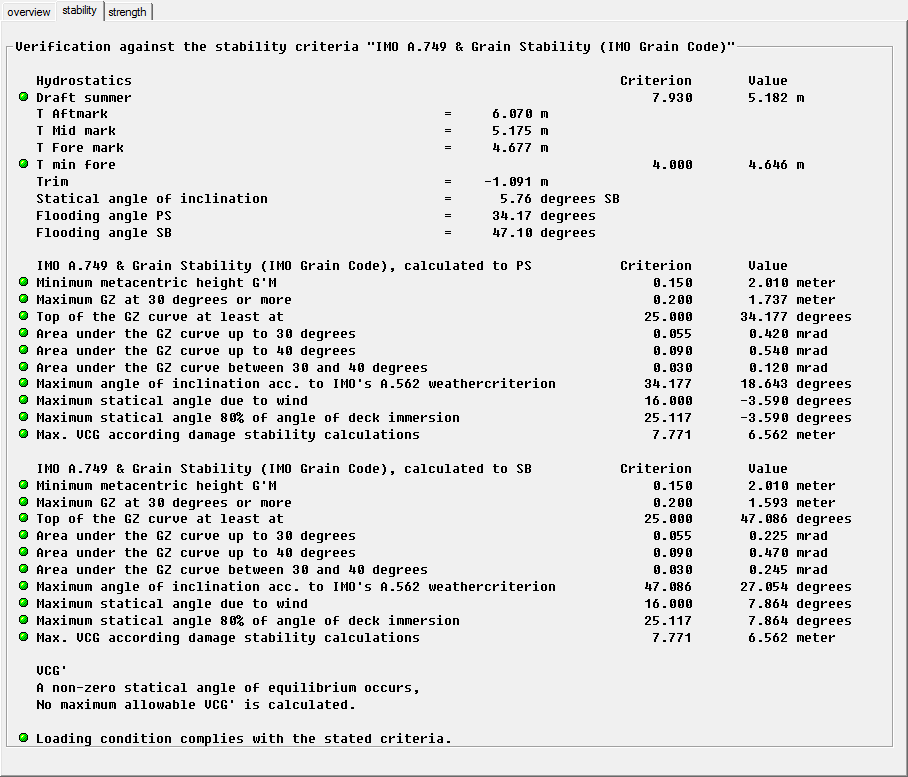 overview stability strength
Verification against the stability criteria "IMO A.749 & Grain Stability (IMO Grain Code)"
Hydrostatics Criterion Value
Draft summer 7.930 5.182 m
T Aftmark = 6.070 m
T Mid mark = 5.175 m
T Fore mark = 4.677 m
T min fore 4.000 4.646 m
Trim = -1.091 m
Statical angle of inclination = 5.76 degrees SB
Flooding angle PS = 34.17 degrees
Flooding angle SB = 47.10 degrees
IMO A.749 & Grain Stability (IMO Grain Code), calculated to PS Criterion Value
Minimum metacentric height G'M 0.150 2.010 meter
Maximum GZ at 30 degrees or more 0.200 1.737 meter
Top of the GZ curve at least at 25.000 34.177 degrees
Area under the GZ curve up to 30 degrees 0.055 0.420 mrad
Area under the GZ curve up to 40 degrees 0.090 0.540 mrad
Area under the GZ curve between 30 and 40 degrees 0.030 0.120 mrad
Maximum angle of inclination acc. to IMO's A.562 weathercriterion 34.177 18.643 degrees
Maximum statical angle due to wind 16.000 -3.590 degrees
Maximum statical angle 80% of angle of deck immersion 25.117 -3.590 degrees
Max. VCG according damage stability calculations 7.771 6.562 meter
IMO A.749 & Grain Stability (IMO Grain Code), calculated to SB Criterion Value
Minimum metacentric height G'M 0.150 2.010 meter
Maximum GZ at 30 degrees or more 0.200 1.593 meter
Top of the GZ curve at least at 25.000 47.086 degrees
Area under the GZ curve up to 30 degrees 0.055 0.225 mrad
Area under the GZ curve up to 40 degrees 0.090 0.470 mrad
Area under the GZ curve between 30 and 40 degrees 0.030 0.245 mrad
Maximum angle of inclination acc. to IMO's A.562 weathercriterion 47.086 27.054 degrees
Maximum statical angle due to wind 16.000 7.864 degrees
Maximum statical angle 80% of angle of deck immersion 25.117 7.864 degrees
Max. VCG according damage stability calculations 7.771 6.562 meter
VCG'
A non-zero statical angle of equilibrium occurs,
No maximum allowable VCG' is calculated.
Loading condition complies with the stated criteria.